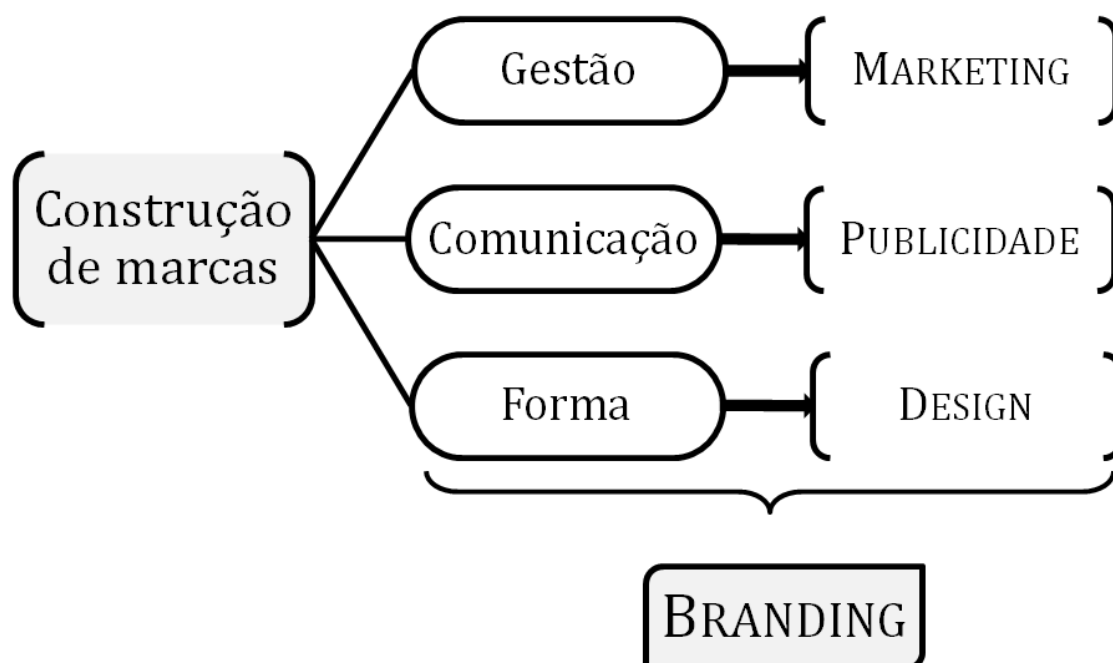 Gestão
MARKETING
Construção
de marcas
Comunicação
PUBLICIDADE
Forma
DESIGN
BRANDING